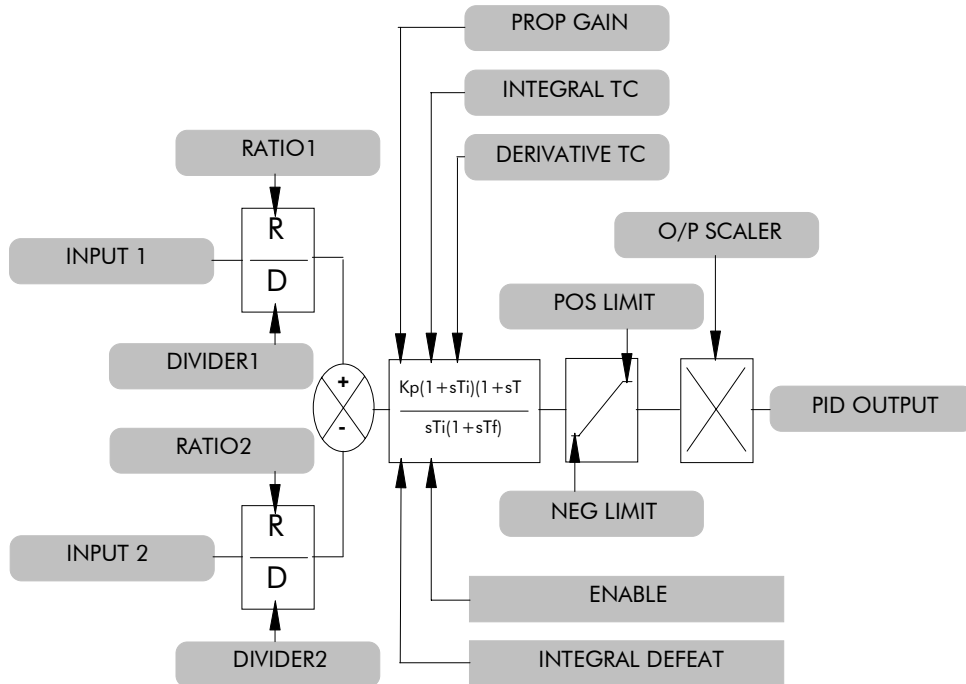 PROP GAIN
INTEGRAL TC
DERIVATIVE TC
RATIO1
R
D
INPUT 1
DIVIDER1
O/P SCALER
POS LIMIT
+
-
Kp(1+sTi)(1+sT
sTi(1+sTf)
PID OUTPUT
NEG LIMIT
RATIO2
R
D
INPUT 2
DIVIDER2
ENABLE
INTEGRAL DEFEAT